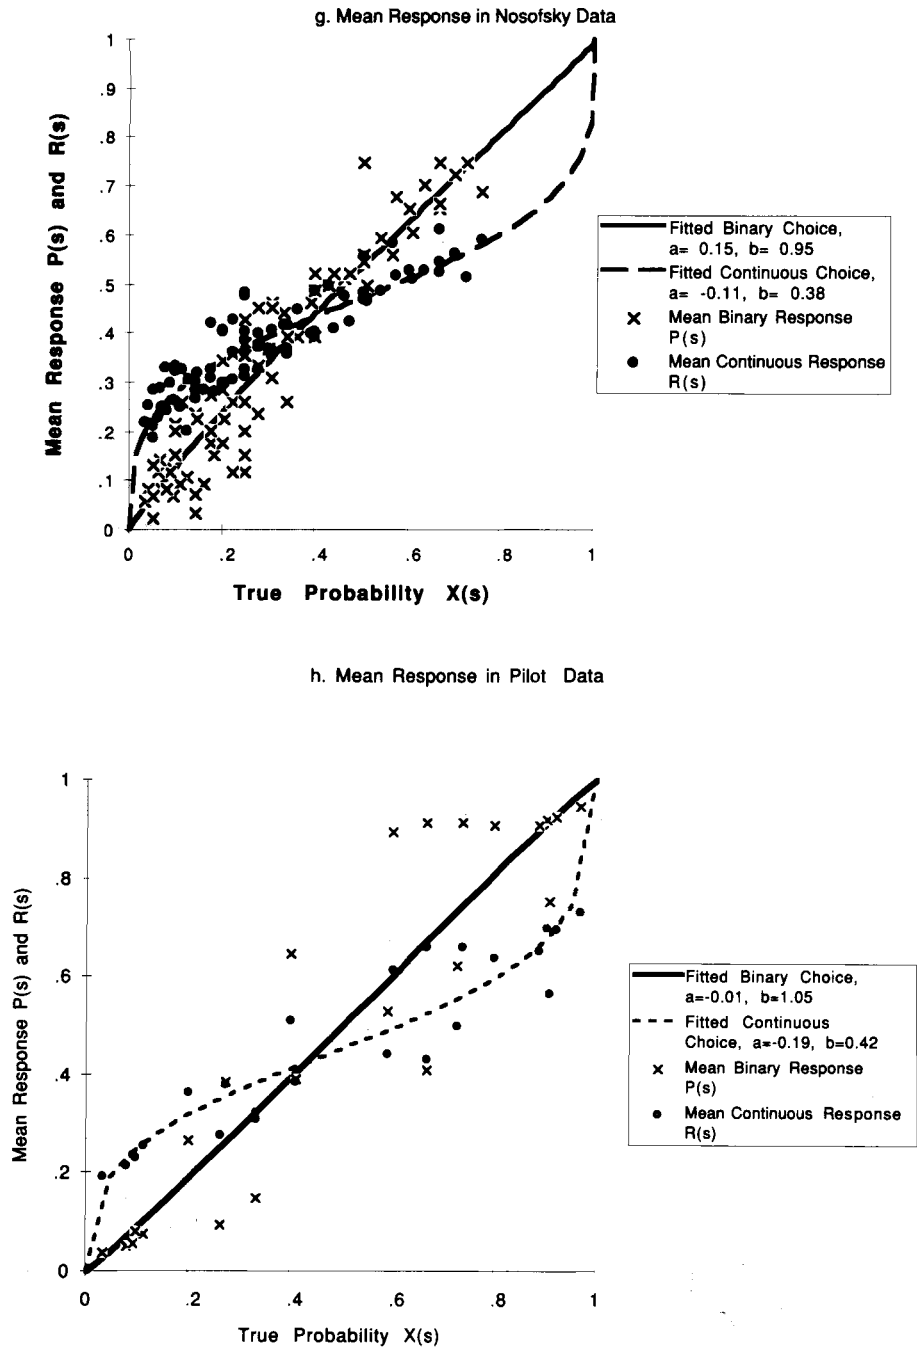 g. Mean Response in Nosofsky Data
Mean Response P(s) and R(s)
1
.9
.8
.7
.6
.5
.4
.3
.2
.1
0
0 .2 .4 .6 .8 1
True Probability X(s)
Fitted Binary Choice,
a= 0.15, b= 0.95
Fitted Continuous Choice,
a= -0.11, b= 0.38
Mean Binary Response
P(s)
Mean Continuous Response
R(s)
h. Mean Response in Pilot Data
Mean Response P(s) and R(s)
1
.8
.6
.4
.2
0
0 .2 .4 .6 .8 1
True Probability X(s)
Fitted Binary Choice,
a=-0.01, b=1.05
Fitted Continuous
Choice, a=-0.19, b=0.42
Mean Binary Response
P(s)
Mean Continuous Response
R(s)